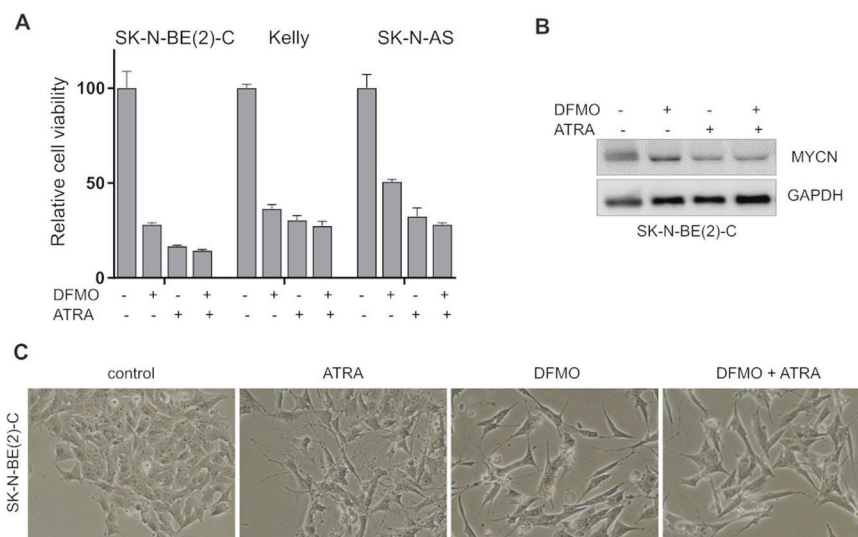 A
SK-N-BE(2)-C Kelly SK-N-AS
Relative cell viability
100
50
0
DFMO - + - + - + - + - + - +
ATRA - - + + - - + + - - + +
B
DFMO - + - +
ATRA - - + +
MYCN
GAPDH
SK-N-BE(2)-C
C
control ATRA DFMO DFMO + ATRA
SK-N-BE(2)-C